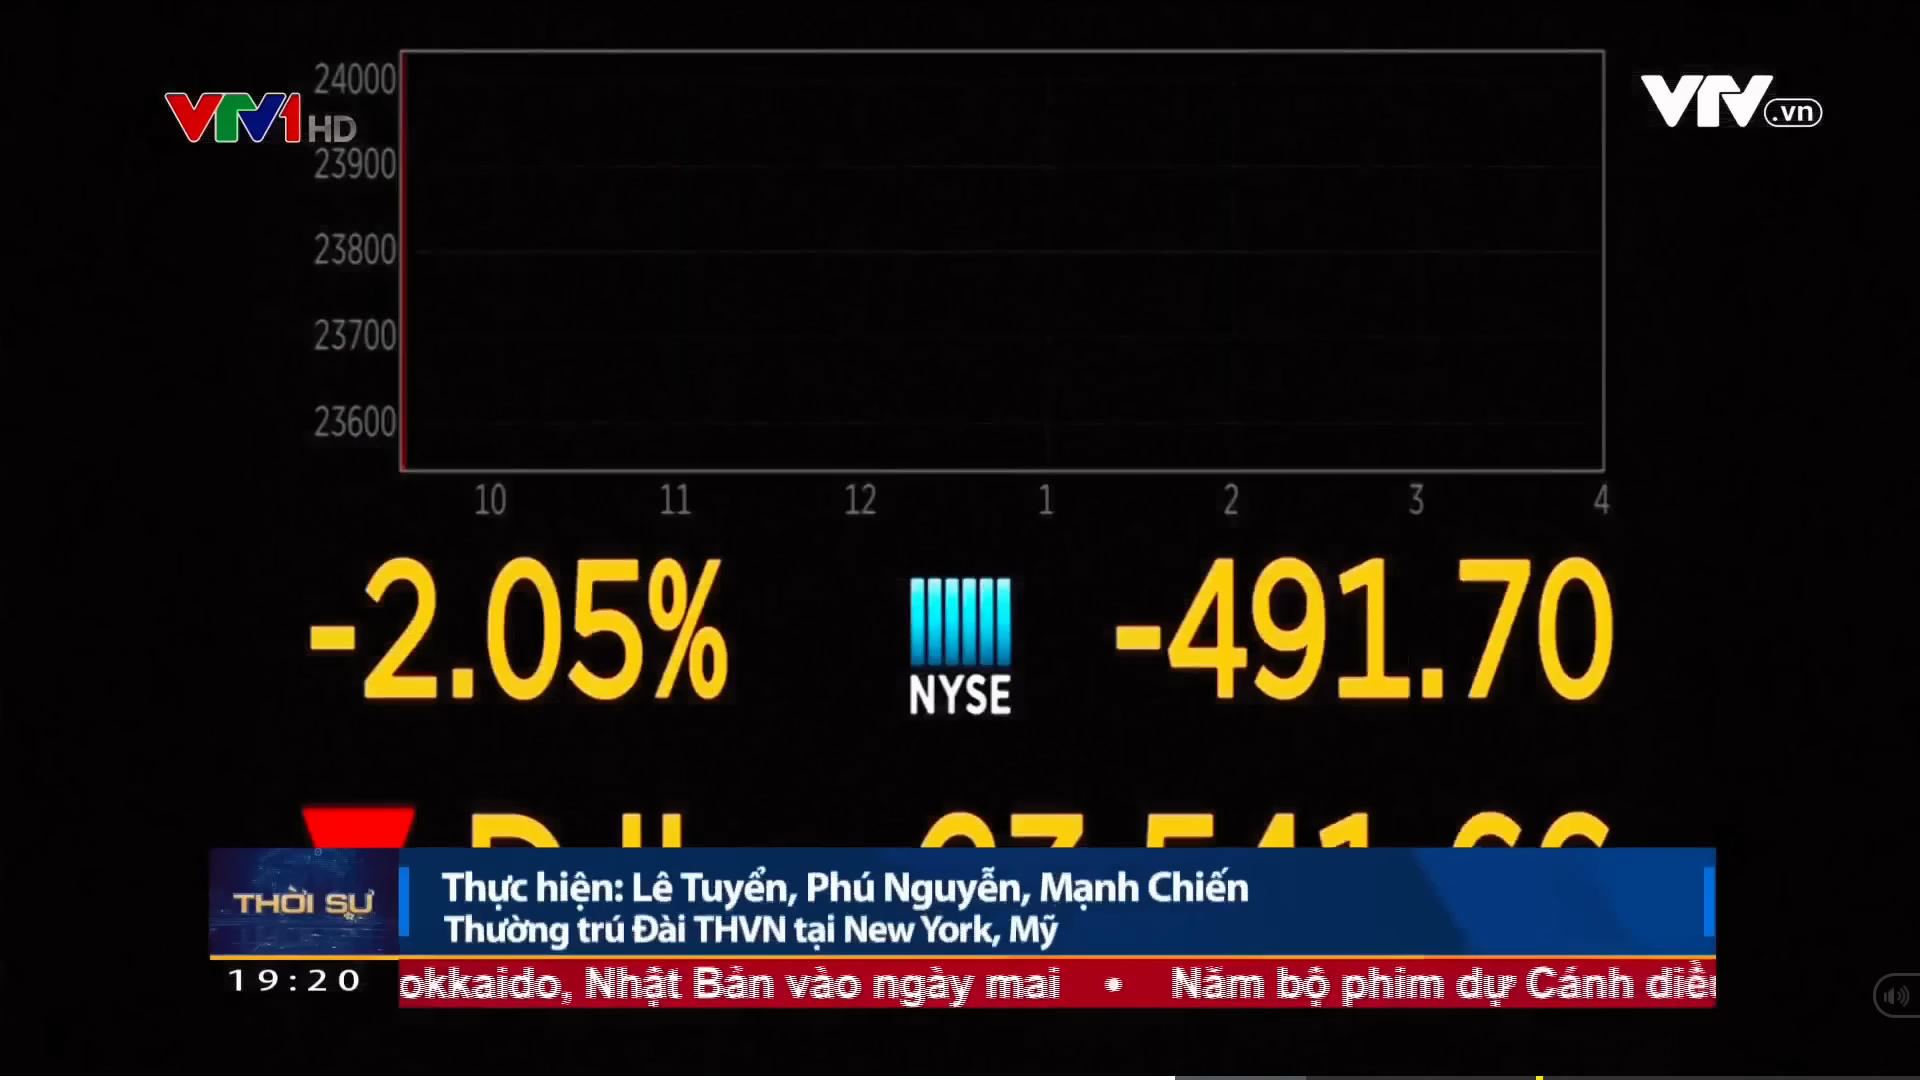 24000
VTV1 HD
VTV.vn
23900
23800
23700
23600
10 11 12 1 2 3 4
-2.05%
NYSE
-491.70
THỜI SỰ
Thực hiện: Lê Tuyển, Phú Nguyễn, Mạnh Chiến
Thường trú Đài THVN tại New York, Mỹ
19:20
okkaido, Nhật Bản vào ngày mai • Năm bộ phim dự Cánh diều